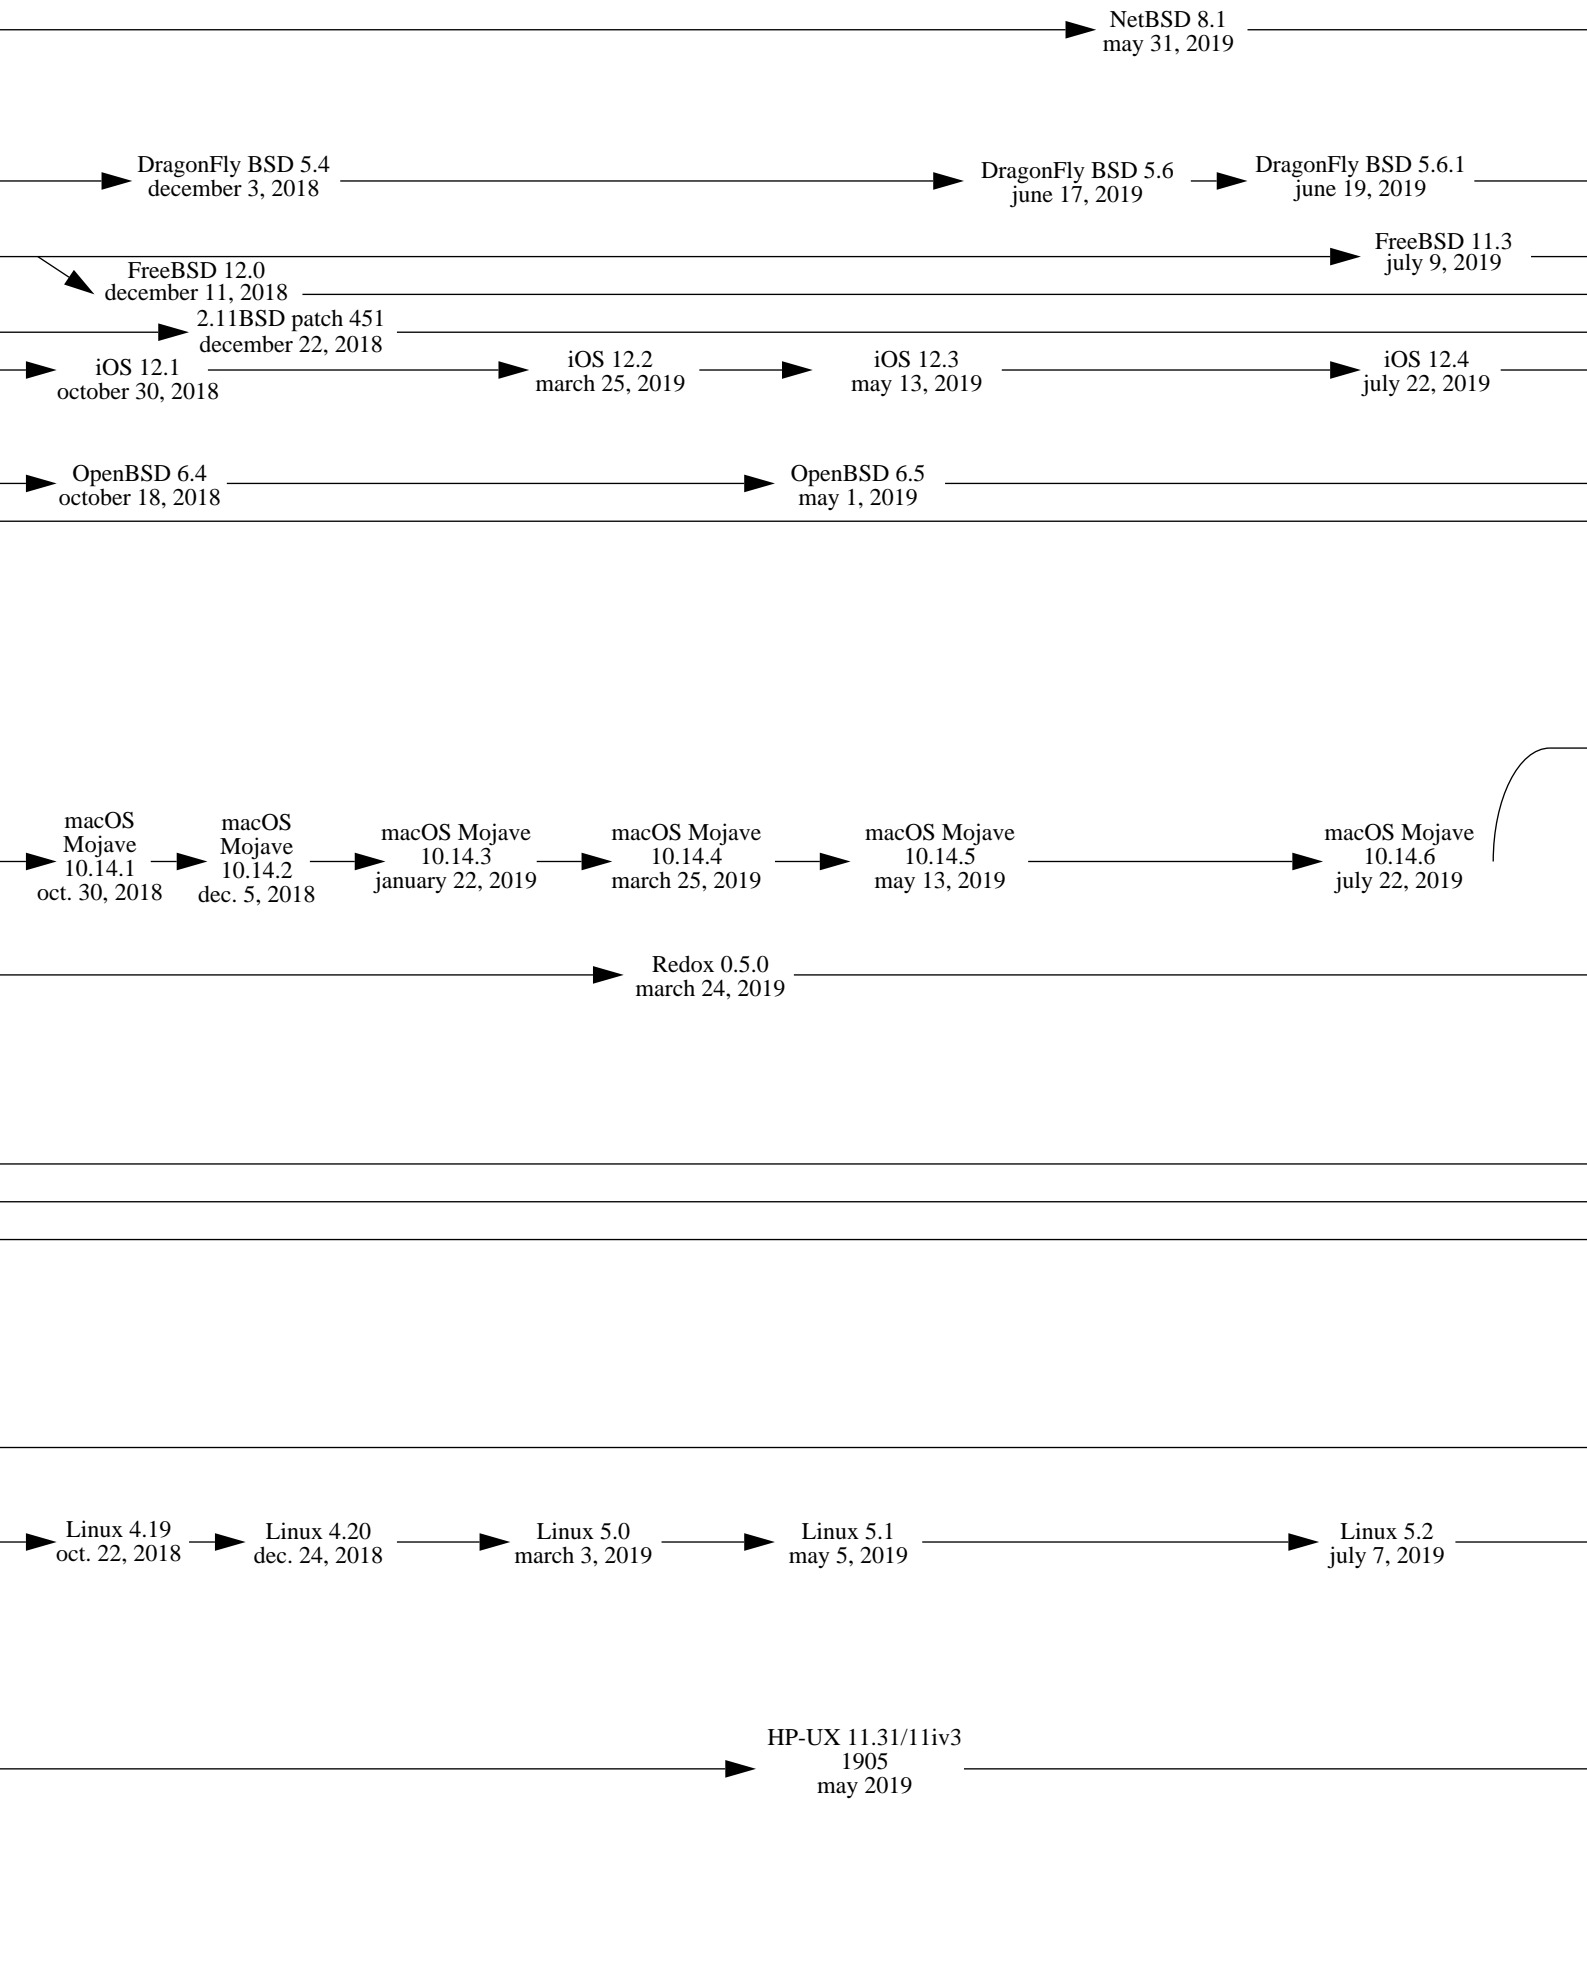 NetBSD 8.1
may 31, 2019
DragonFly BSD 5.4
december 3, 2018
DragonFly BSD 5.6
june 17, 2019
DragonFly BSD 5.6.1
june 19, 2019
FreeBSD 11.3
july 9, 2019
FreeBSD 12.0
december 11, 2018
2.11BSD patch 451
december 22, 2018
iOS 12.1
october 30, 2018
iOS 12.2
march 25, 2019
iOS 12.3
may 13, 2019
iOS 12.4
july 22, 2019
OpenBSD 6.4
october 18, 2018
OpenBSD 6.5
may 1, 2019
macOS
Mojave
10.14.1
oct. 30, 2018
macOS
Mojave
10.14.2
dec. 5, 2018
macOS Mojave
10.14.3
january 22, 2019
macOS Mojave
10.14.4
march 25, 2019
macOS Mojave
10.14.5
may 13, 2019
macOS Mojave
10.14.6
july 22, 2019
Redox 0.5.0
march 24, 2019
Linux 4.19
oct. 22, 2018
Linux 4.20
dec. 24, 2018
Linux 5.0
march 3, 2019
Linux 5.1
may 5, 2019
Linux 5.2
july 7, 2019
HP-UX 11.31/11iv3
1905
may 2019